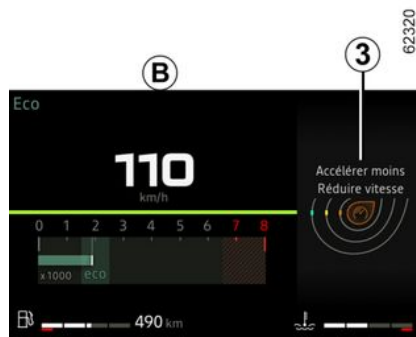 62320
B
3
Eco
110
km/h
Accélérer moins
Réduire vitesse
0 1 2 3 4 5 6 7 8
x1000 eco
490 km